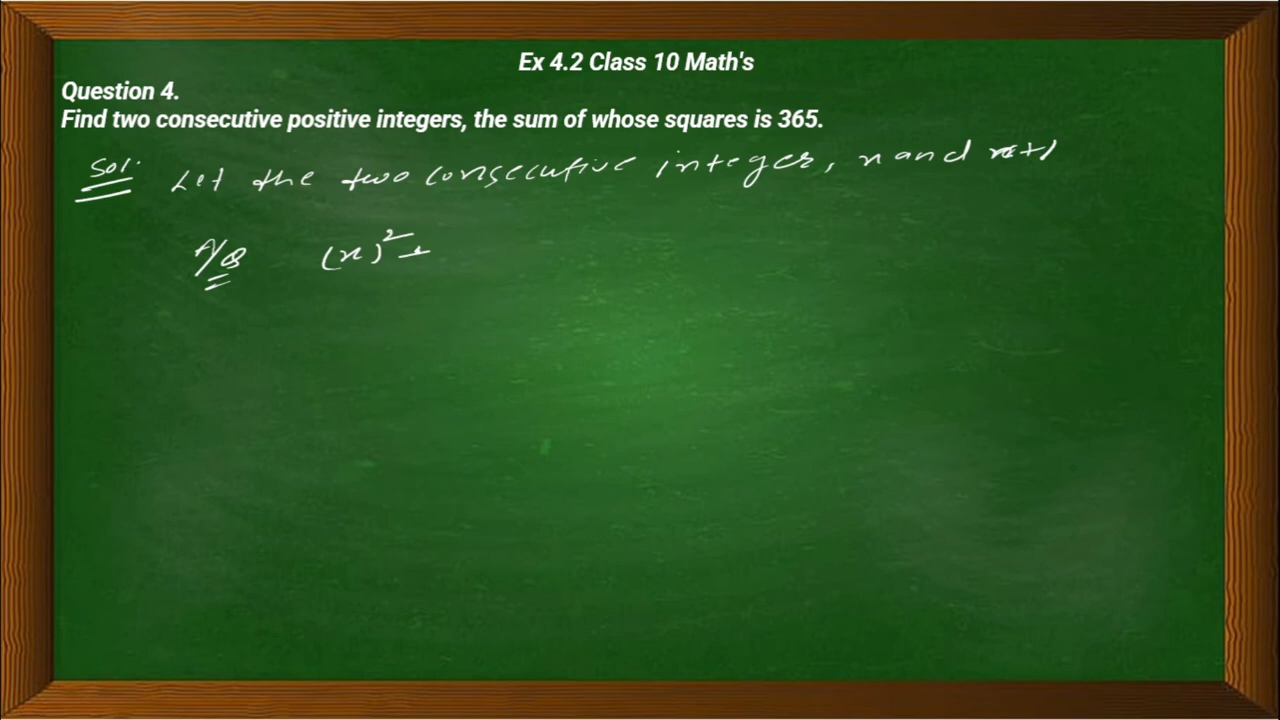 Ex 4.2 Class 10 Math's
Question 4.
Find two consecutive positive integers, the sum of whose squares is 365.
Sol. Let the two consecutive integer, x and x+1
A/Q (x)² +